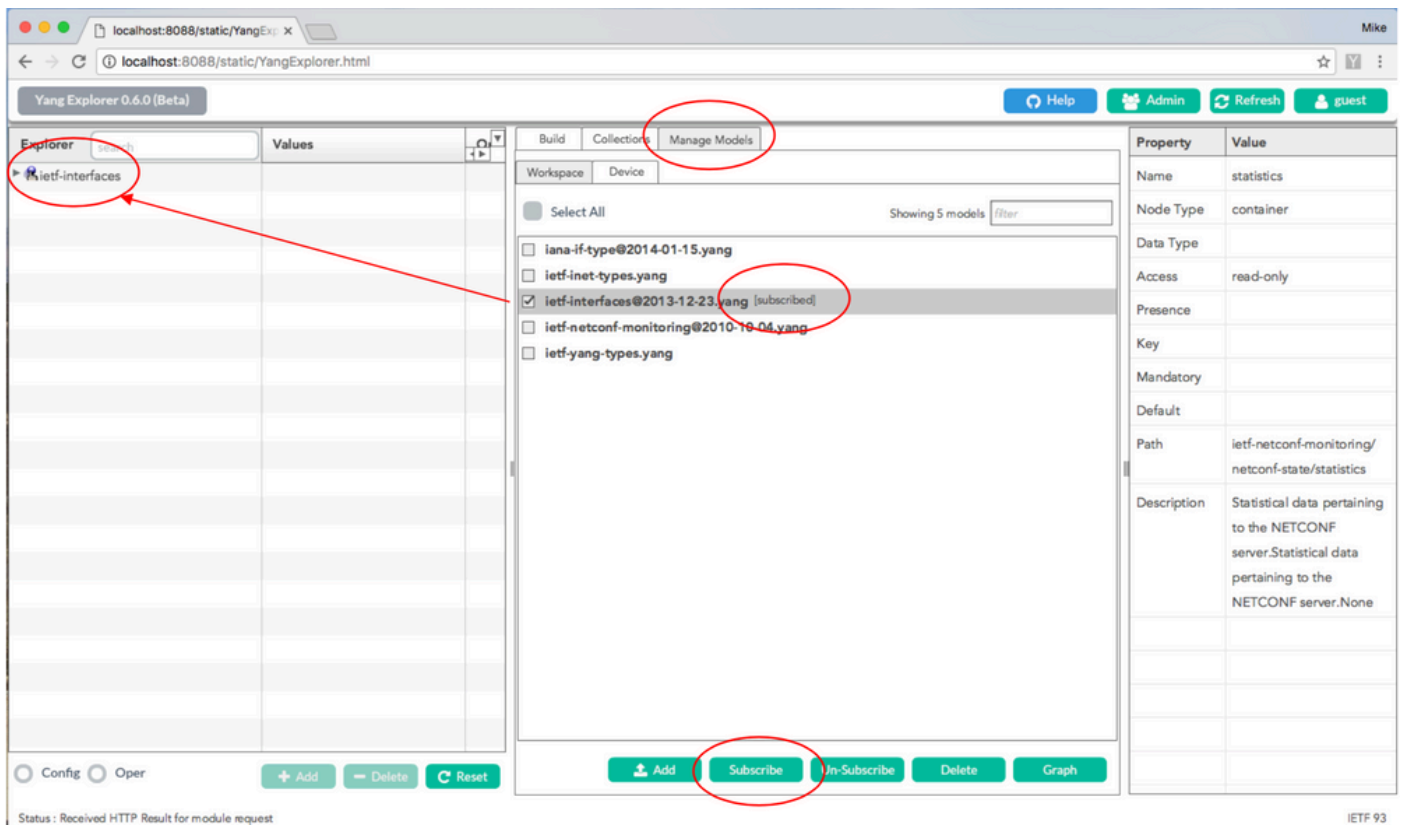 localhost:8088/static/YangExp
Mike
localhost:8088/static/YangExplorer.html
Yang Explorer 0.6.0 (Beta)
Help
Admin
Refresh
guest
Explorer
search
Values
Build
Collections
Manage Models
Property
Value
ietf-interfaces
Workspace
Device
Name
statistics
Select All
Showing 5 models
filter
Node Type
container
Data Type
iana-if-type@2014-01-15.yang
ietf-inet-types.yang
Access
read-only
ietf-interfaces@2013-12-23.yang [subscribed]
Presence
ietf-netconf-monitoring@2010-10-04.yang
Key
ietf-yang-types.yang
Mandatory
Default
Path
ietf-netconf-monitoring/
netconf-state/statistics
Description
Statistical data pertaining
to the NETCONF
server.Statistical data
pertaining to the
NETCONF server.None
Config
Oper
Add
Delete
Reset
Add
Subscribe
Un-Subscribe
Delete
Graph
Status : Received HTTP Result for module request
IETF 93